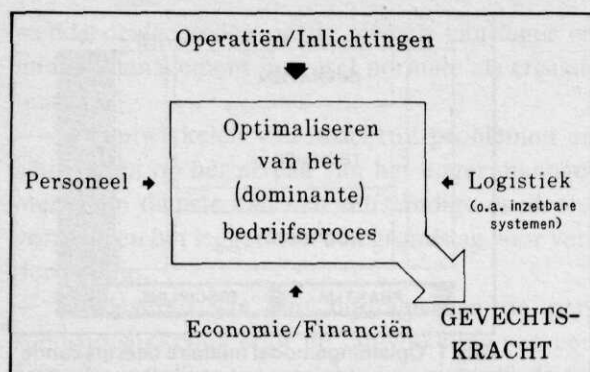 Operatiën/Inlichtingen
Optimaliseren
van het
(dominante)
bedrijfsproces
Personeel
Logistiek
(o.a. inzetbare
systemen)
Economie/Financiën
GEVECHTS-
KRACHT